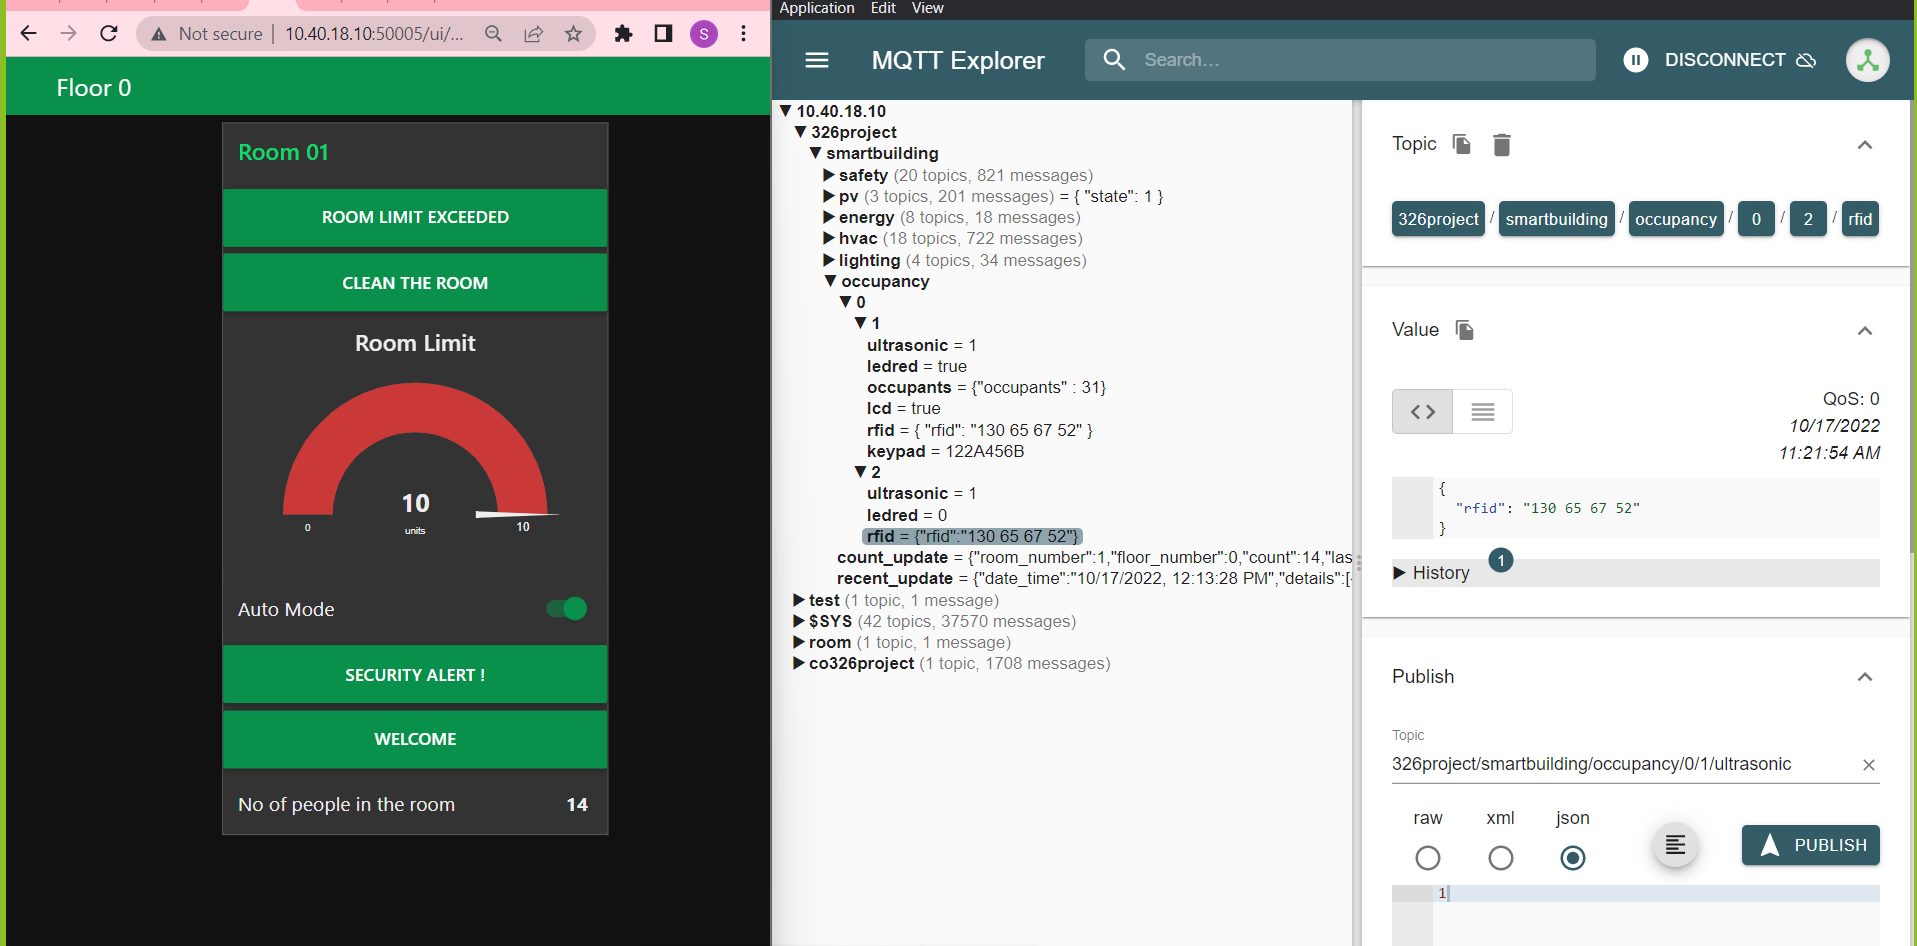 Not secure | 10.40.18.10:50005/ui/...
S
Floor 0
Room 01
ROOM LIMIT EXCEEDED
CLEAN THE ROOM
Room Limit
10
units
0
10
Auto Mode
SECURITY ALERT !
WELCOME
No of people in the room 14
Application Edit View
MQTT Explorer
Search...
DISCONNECT
10.40.18.10
326project
smartbuilding
safety (20 topics, 821 messages)
pv (3 topics, 201 messages) = { "state": 1 }
energy (8 topics, 18 messages)
hvac (18 topics, 722 messages)
lighting (4 topics, 34 messages)
occupancy
0
1
ultrasonic = 1
ledred = true
occupants = {"occupants" : 31}
lcd = true
rfid = { "rfid": "130 65 67 52" }
keypad = 122A456B
2
ultrasonic = 1
ledred = 0
rfid = {"rfid":"130 65 67 52"}
count_update = {"room_number":1,"floor_number":0,"count":14,"las
recent_update = {"date_time":"10/17/2022, 12:13:28 PM","details":[
test (1 topic, 1 message)
$SYS (42 topics, 37570 messages)
room (1 topic, 1 message)
co326project (1 topic, 1708 messages)
Topic
326project / smartbuilding / occupancy / 0 / 2 / rfid
Value
QoS: 0
10/17/2022
11:21:54 AM
{
"rfid": "130 65 67 52"
}
History 1
Publish
Topic
326project/smartbuilding/occupancy/0/1/ultrasonic
raw xml json
PUBLISH
1